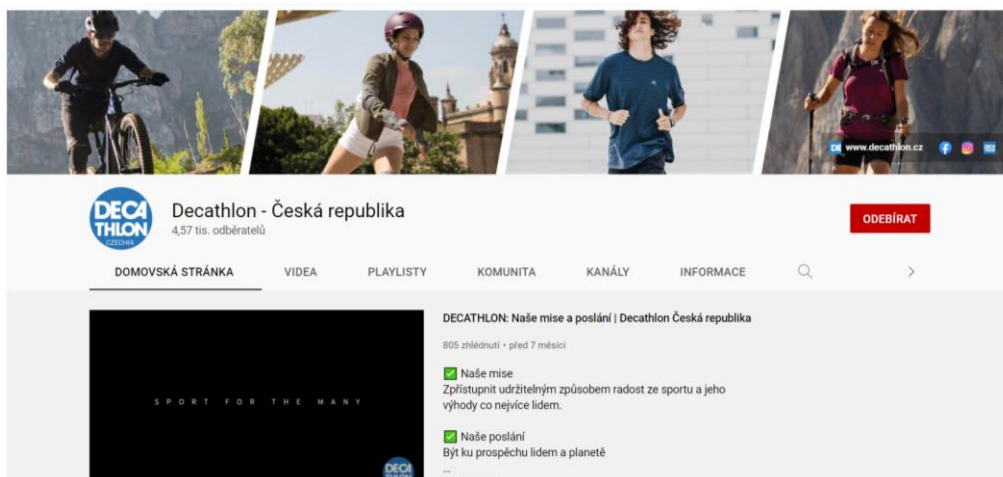 www.decathlon.cz
DECA
THLON
CZECHIA
Decathlon - Česká republika
4,57 tis. odběratelů
ODEBÍRAT
DOMOVSKÁ STRÁNKA
VIDEA
PLAYLISTY
KOMUNITA
KANÁLY
INFORMACE
SPORT FOR THE MANY
DECA
THLON
DECATHLON: Naše mise a poslání | Decathlon Česká republika
805 zhlédnutí • před 7 měsíci
✅ Naše mise
Zpřístupnit udržitelným způsobem radost ze sportu a jeho
výhody co nejvíce lidem.
✅ Naše poslání
Být ku prospěchu lidem a planetě
...